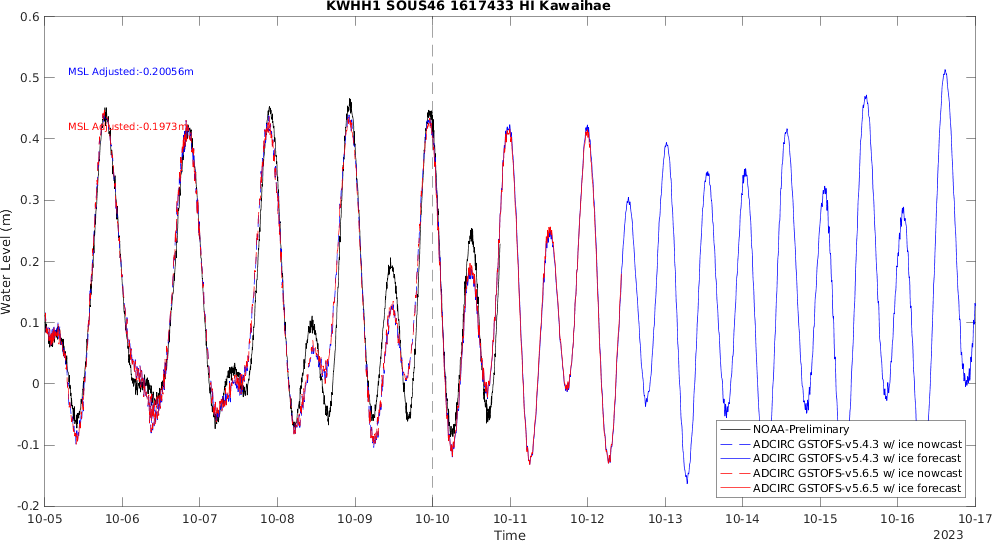 KWHH1 SOUS46 1617433 HI Kawaihae
0.6
0.5
0.4
0.3
0.2
0.1
0
-0.1
-0.2
Water Level (m)
MSL Adjusted:-0.20056m
MSL Adjusted:-0.1973m
NOAA-Preliminary
ADCIRC GSTOFS-v5.4.3 w/ ice nowcast
ADCIRC GSTOFS-v5.4.3 w/ ice forecast
ADCIRC GSTOFS-v5.6.5 w/ ice nowcast
ADCIRC GSTOFS-v5.6.5 w/ ice forecast
10-05 10-06 10-07 10-08 10-09 10-10 10-11 10-12 10-13 10-14 10-15 10-16 10-17
Time
2023